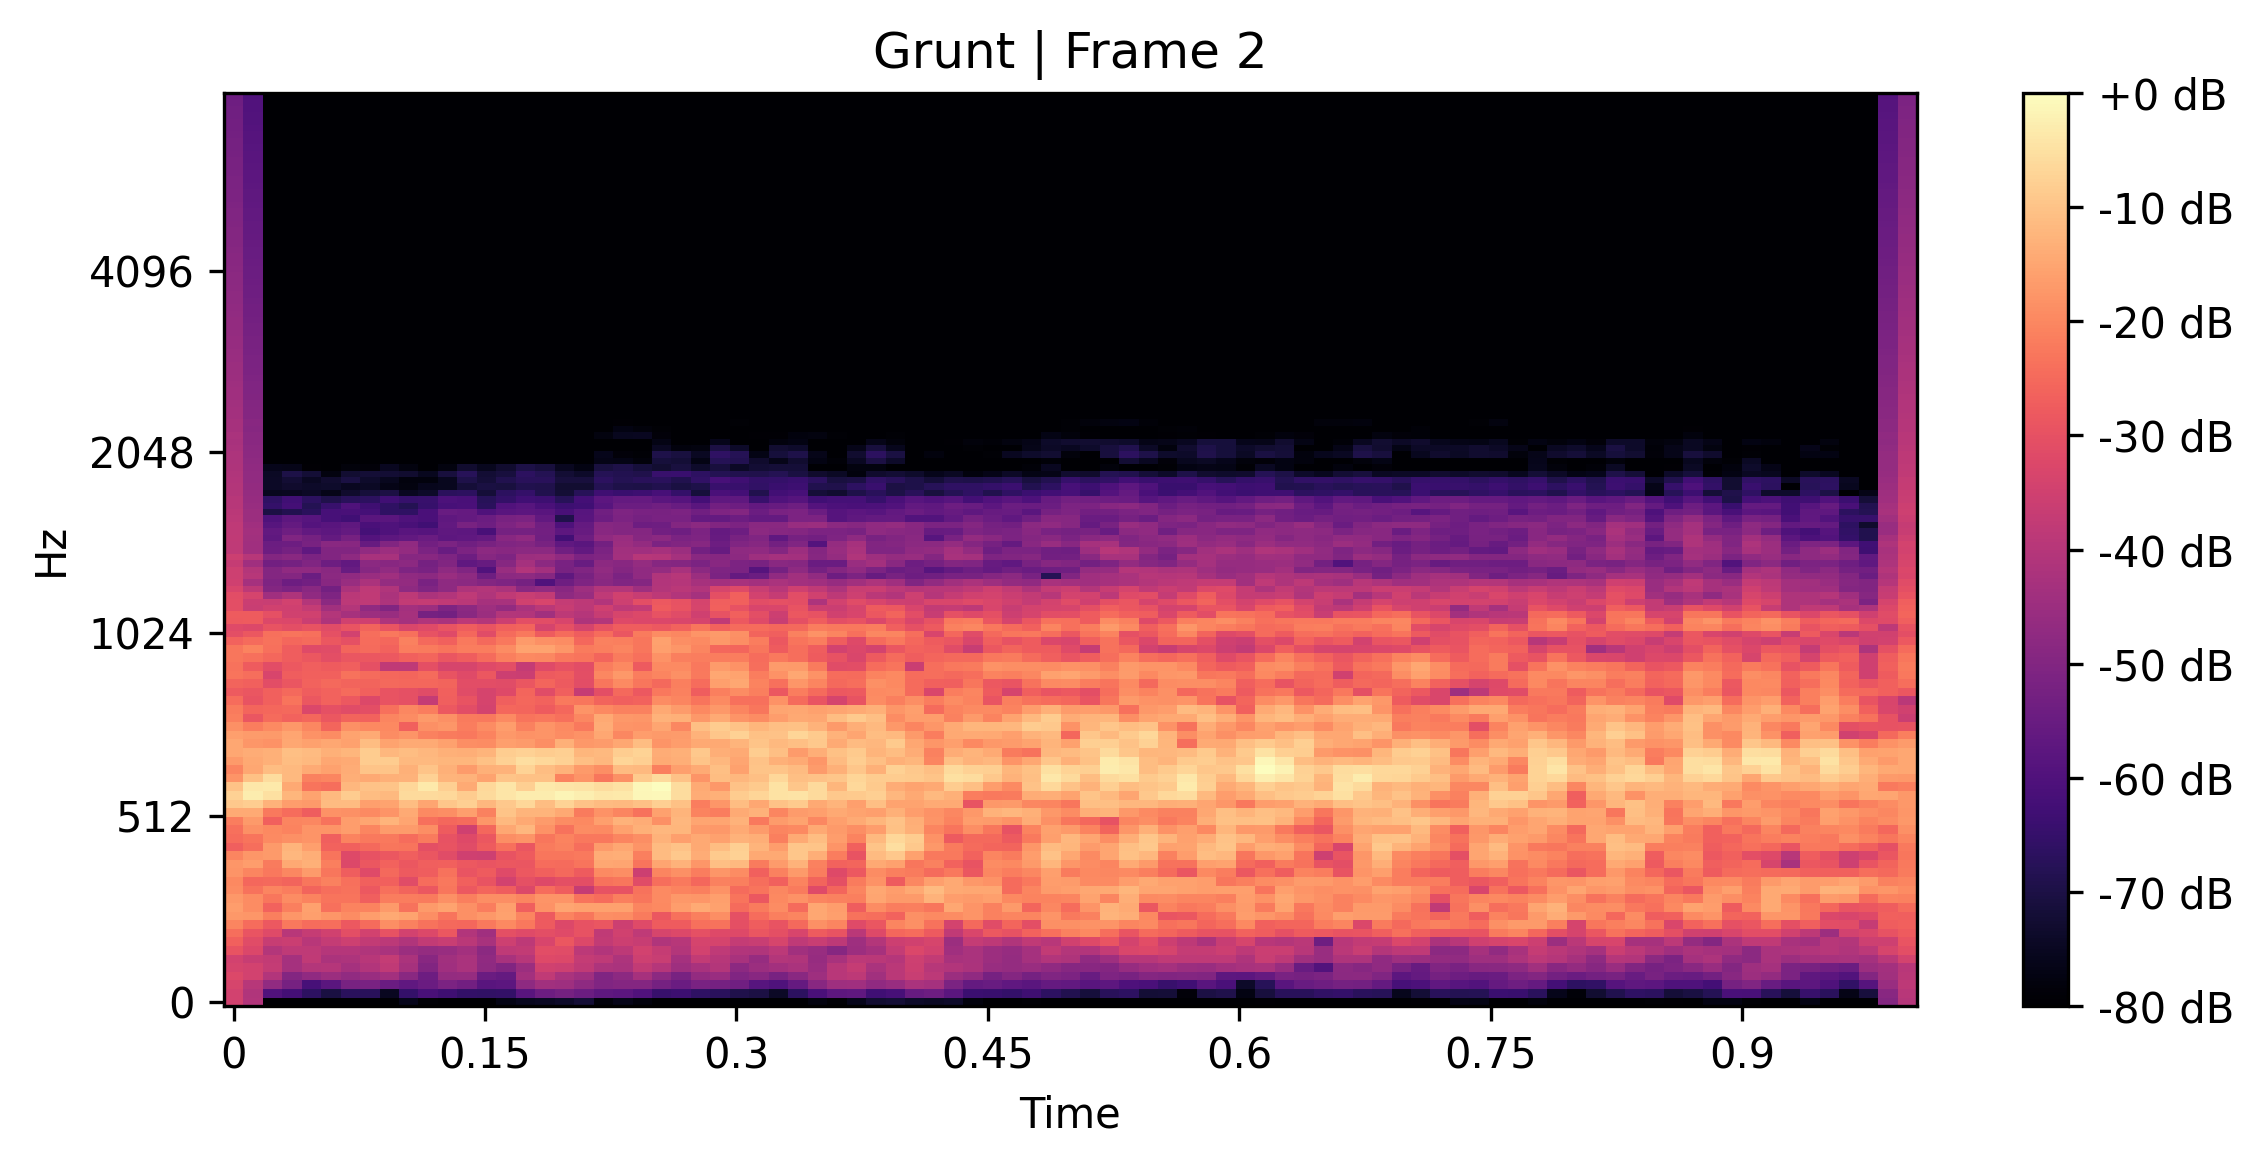 Grunt | Frame 2
+0 dB
-10 dB
-20 dB
-30 dB
-40 dB
-50 dB
-60 dB
-70 dB
-80 dB
Hz
4096
2048
1024
512
0
0 0.15 0.3 0.45 0.6 0.75 0.9
Time